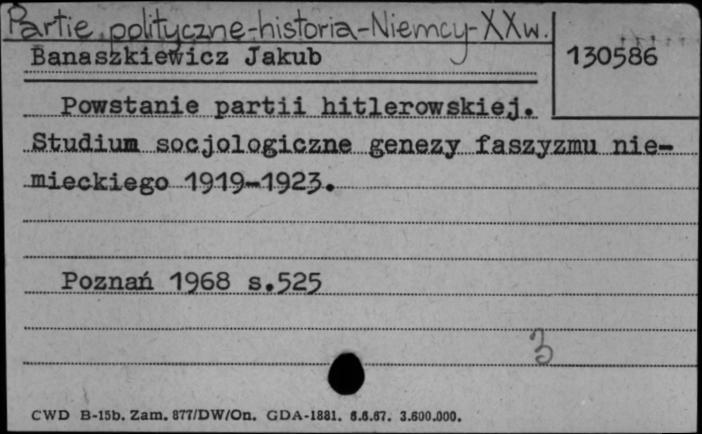 Partie polityczne-historia-Niemcy-XXw.
Banaszkiewicz Jakub
130586
Powstanie partii hitlerowskiej.
Studium socjologiczne genezy faszyzmu nie-
mieckiego 1919-1923.
Poznań 1968 s.525
3
CWD B-15b. Zam. 877/DW/On. GDA-1881. 6.6.67. 3.600.000.